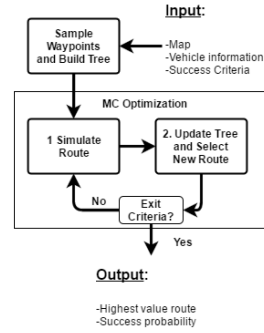 Input:
-Map
-Vehicle information
-Success Criteria
Sample
Waypoints
and Build Tree
MC Optimization
1 Simulate
Route
2. Update Tree
and Select
New Route
No
Exit
Criteria?
Yes
Output:
-Highest value route
-Success probability